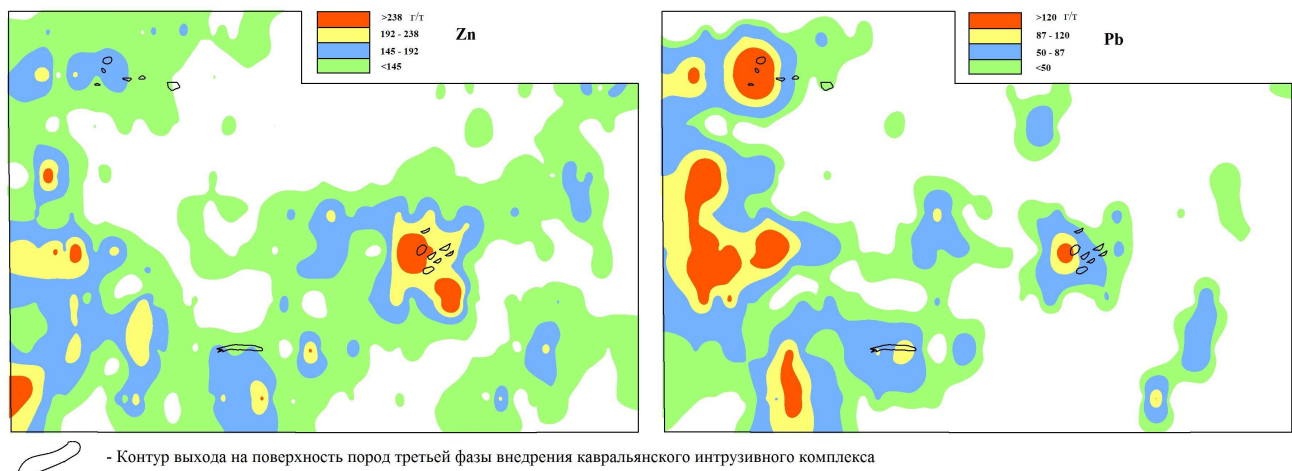 >238 г/т
192 - 238
145 - 192
<145
Zn
>120 г/т
87 - 120
50 - 87
<50
Pb
- Контур выхода на поверхность пород третьей фазы внедрения кавральянского интрузивного комплекса